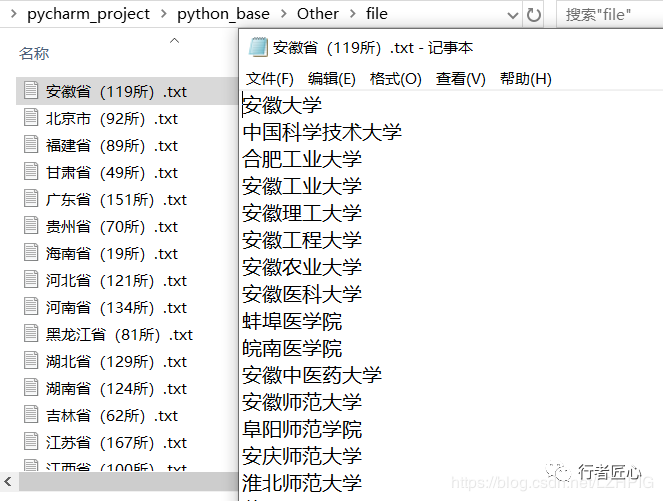 pycharm_project > python_base > Other > file
搜索"file"
名称
安徽省（119所）.txt
北京市（92所）.txt
福建省（89所）.txt
甘肃省（49所）.txt
广东省（151所）.txt
贵州省（70所）.txt
海南省（19所）.txt
河北省（121所）.txt
河南省（134所）.txt
黑龙江省（81所）.txt
湖北省（129所）.txt
湖南省（124所）.txt
吉林省（62所）.txt
江苏省（167所）.txt
江西省（100所）.txt
安徽省（119所）.txt - 记事本
文件(F) 编辑(E) 格式(O) 查看(V) 帮助(H)
安徽大学
中国科学技术大学
合肥工业大学
安徽工业大学
安徽理工大学
安徽工程大学
安徽农业大学
安徽医科大学
蚌埠医学院
皖南医学院
安徽中医药大学
安徽师范大学
阜阳师范学院
安庆师范大学
淮北师范大学
行者匠心
https://blog.csdn.net/LZHPIG